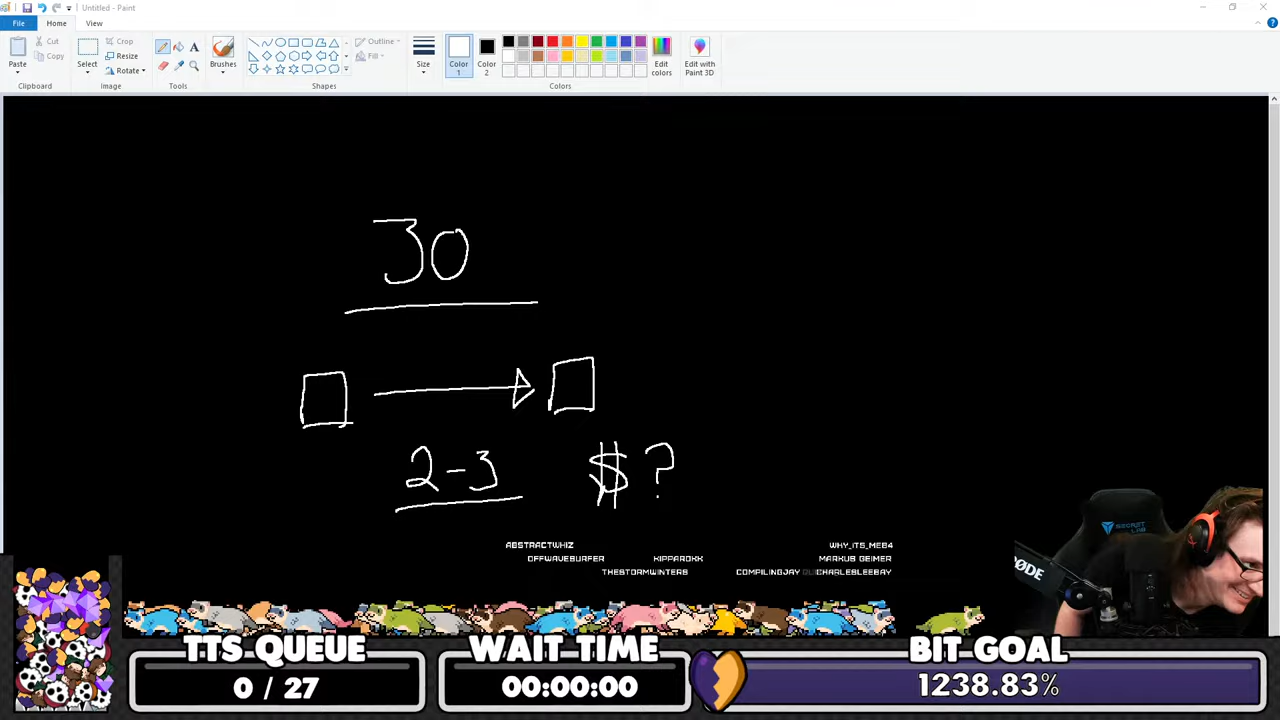 Untitled - Paint
File Home View
Paste Cut Copy Select Crop Resize Rotate Brushes Size Outline Fill Color 1 Color 2 Edit colors Edit with Paint 3D
Clipboard Image Tools Shapes Colors
30
2-3 $?
ABSTRACTWHIZ WHY_ITS_MEB4
OFFWAVEBURFER KIPPAROXX MARKUS GEIMER
THESTORMWINTERS COMPILINGJAY CHARLESLEEBAY
TTS QUEUE WAIT TIME BIT GOAL
0 / 27 00:00:00 1238.83%